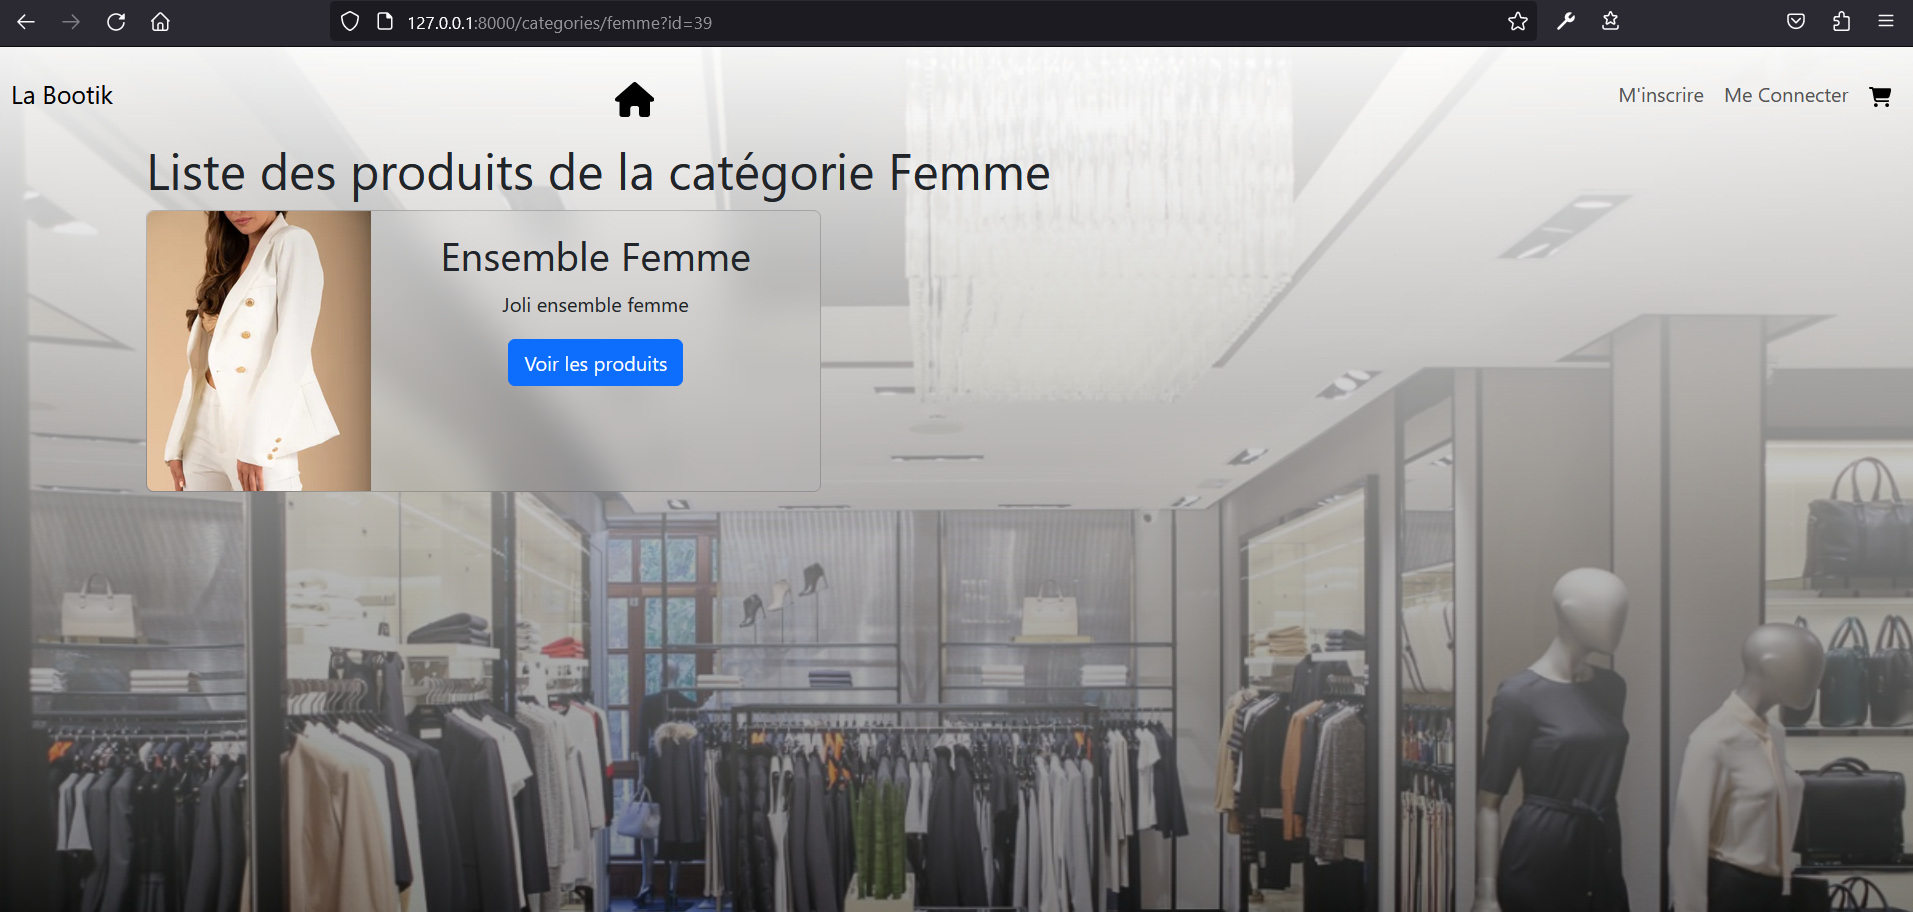 127.0.0.1:8000/categories/femme?id=39
La Bootik
M'inscrire Me Connecter
Liste des produits de la catégorie Femme
Ensemble Femme
Joli ensemble femme
Voir les produits